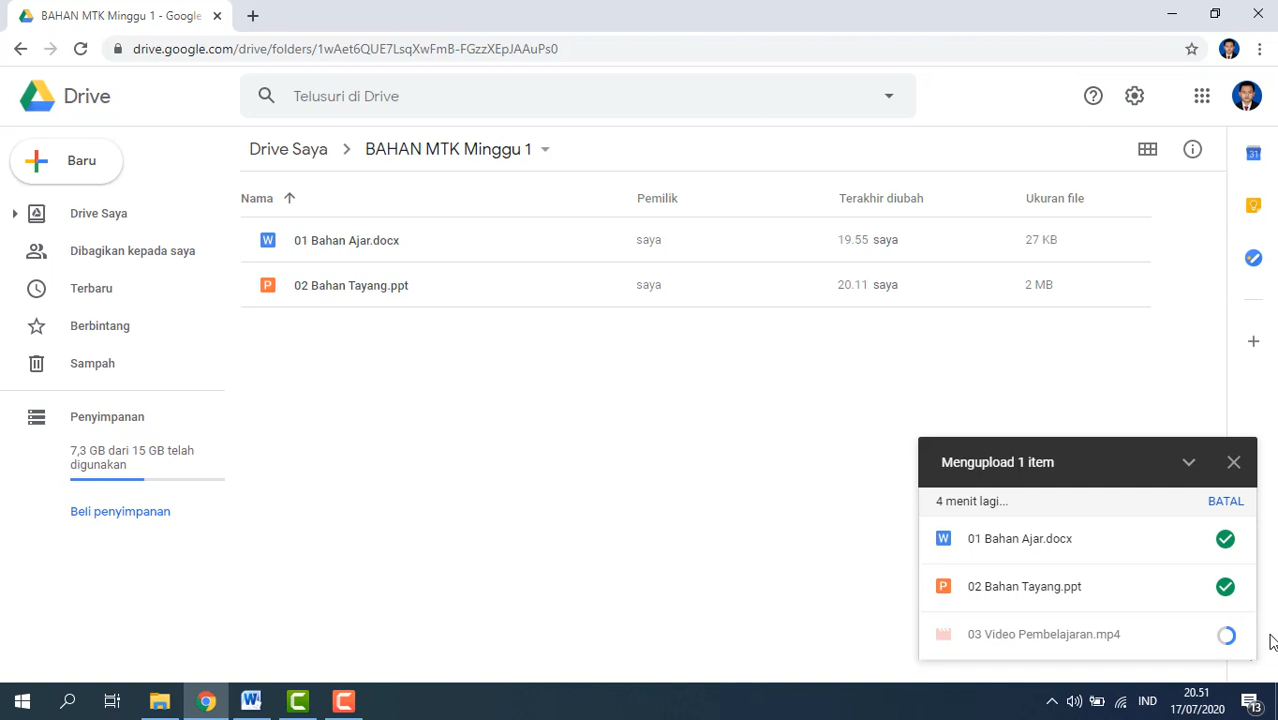 BAHAN MTK Minggu 1 - Google
drive.google.com/drive/folders/1wAet6QUE7LsqXwFmB-FGzzXEpJAAuPs0
Drive
Telusuri di Drive
Baru
Drive Saya
Dibagikan kepada saya
Terbaru
Berbintang
Sampah
Penyimpanan
7,3 GB dari 15 GB telah
digunakan
Beli penyimpanan
Drive Saya > BAHAN MTK Minggu 1
Nama Pemilik Terakhir diubah Ukuran file
W 01 Bahan Ajar.docx saya 19.55 saya 27 KB
P 02 Bahan Tayang.ppt saya 20.11 saya 2 MB
31
Mengupload 1 item
4 menit lagi... BATAL
W 01 Bahan Ajar.docx
P 02 Bahan Tayang.ppt
03 Video Pembelajaran.mp4
IND
20.51
17/07/2020
13